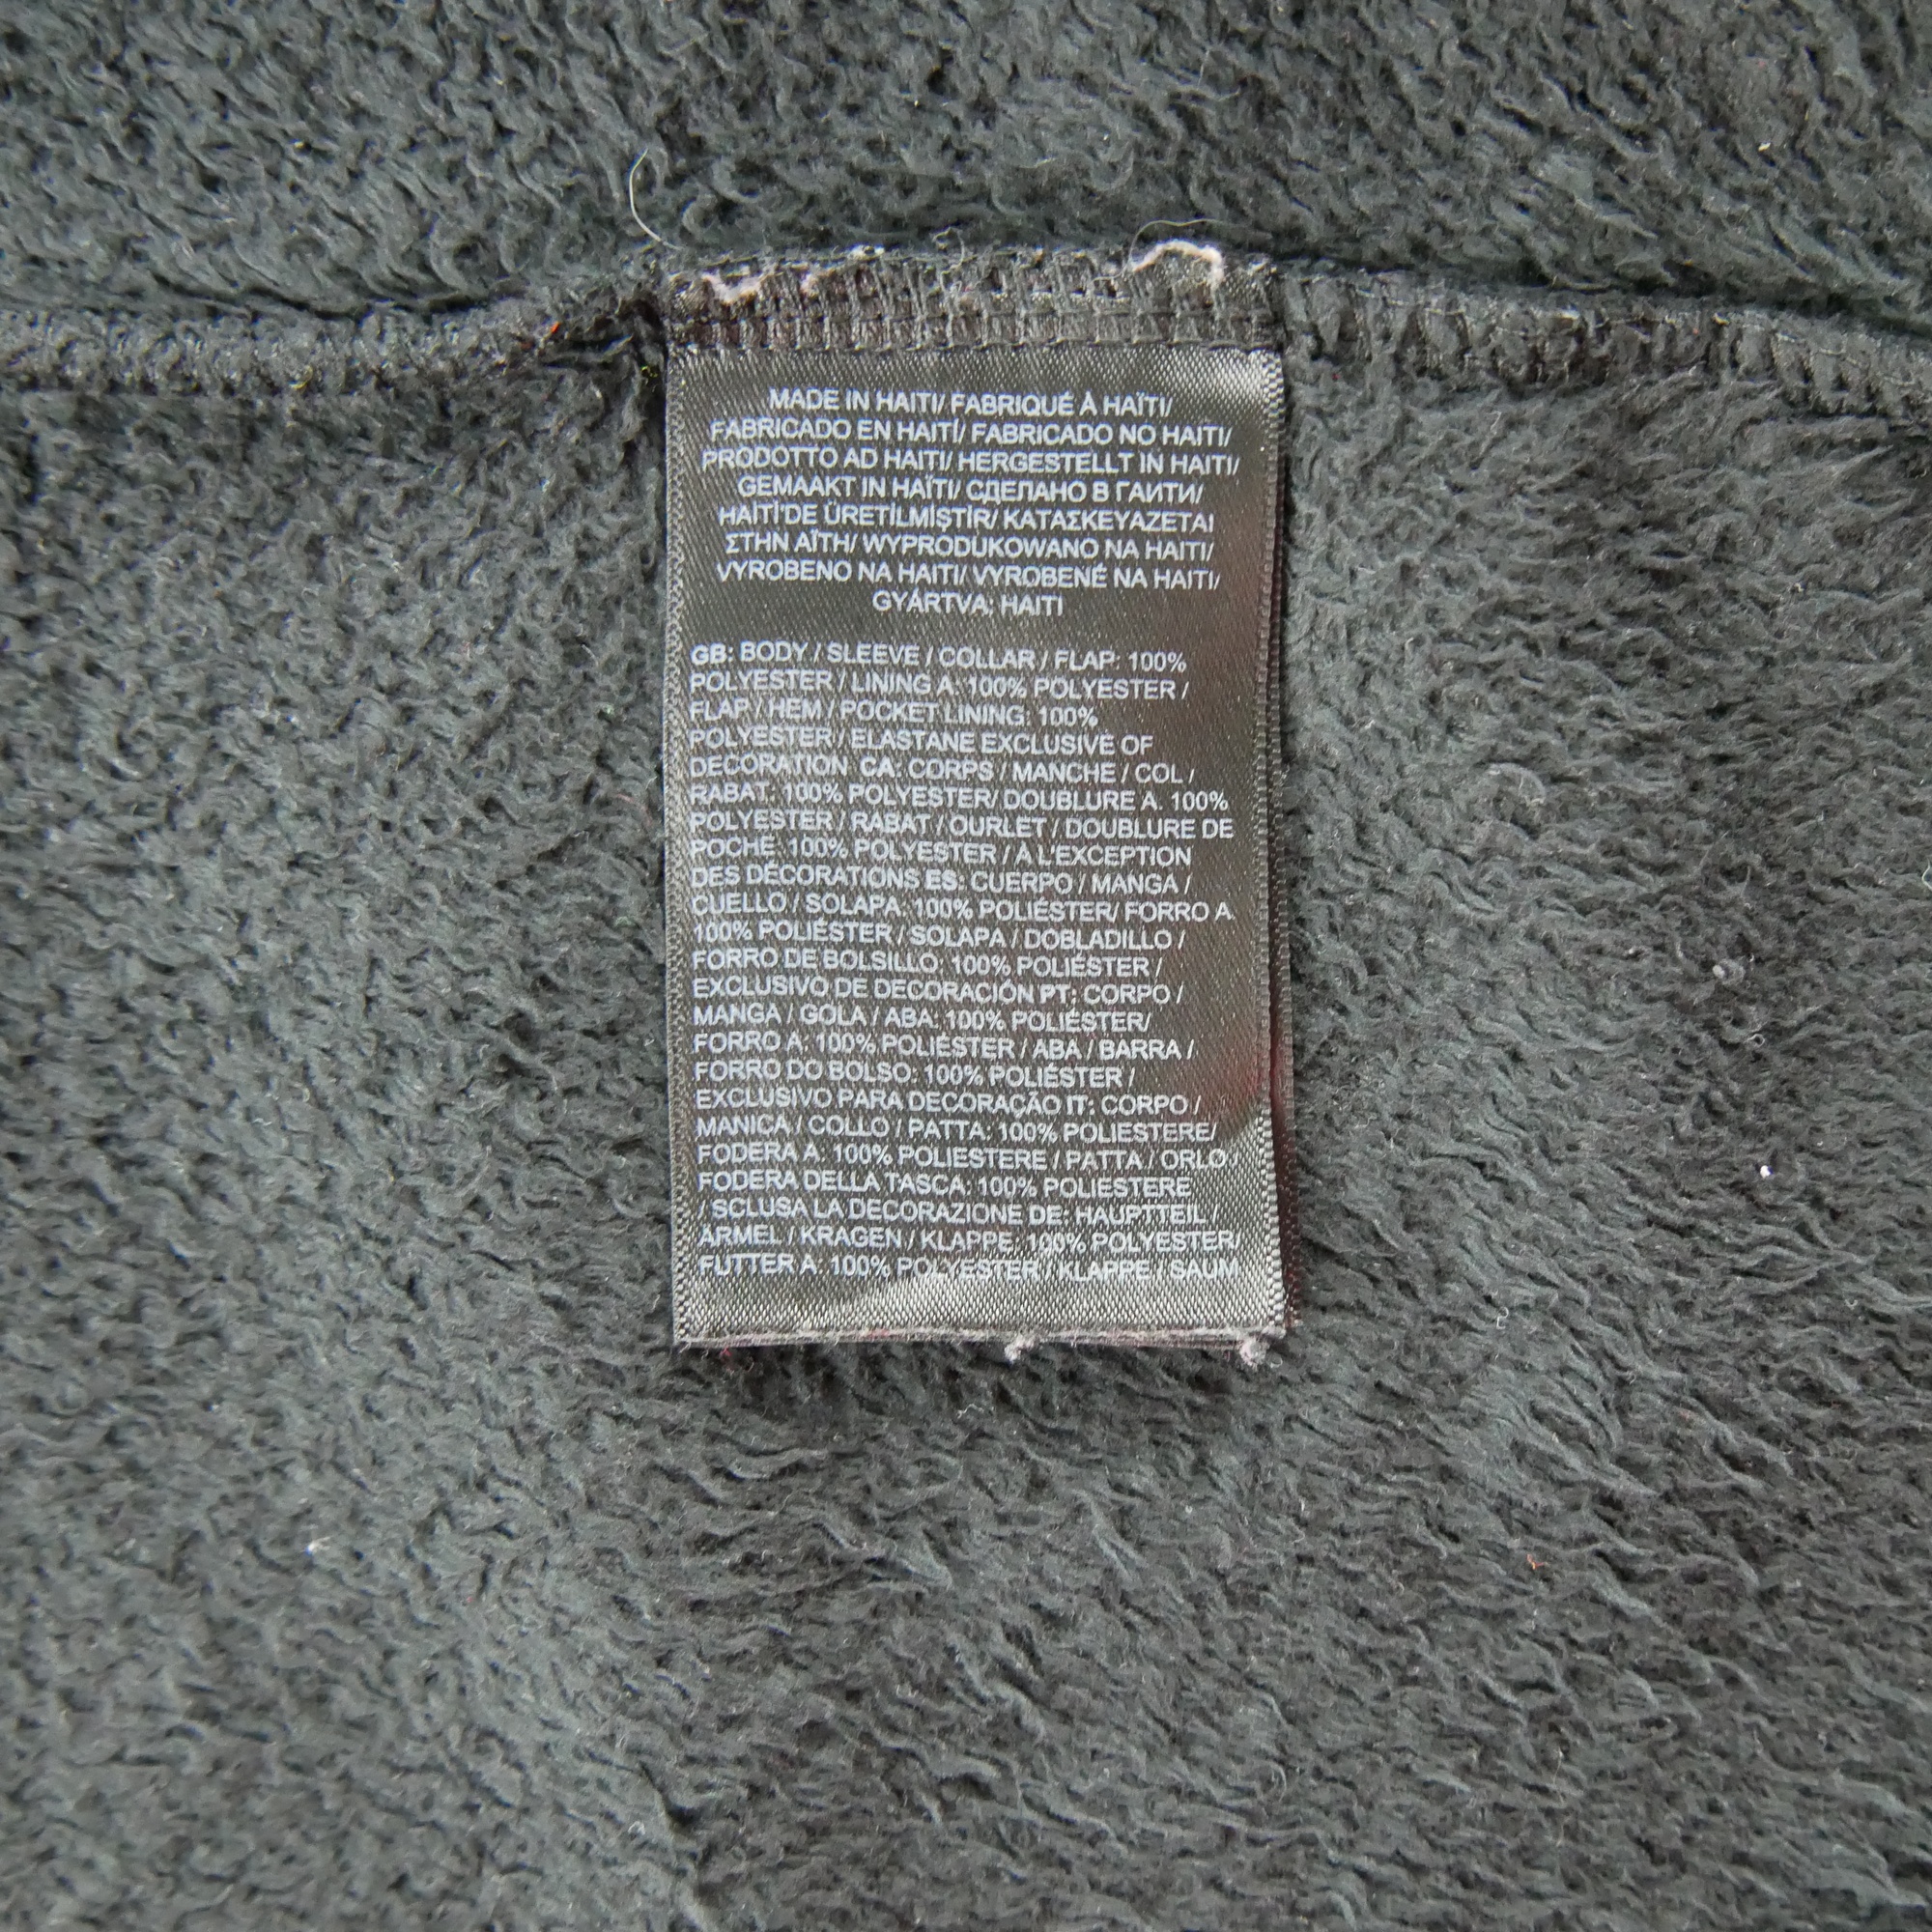 MADE IN HAITI/ FABRIQUÉ À HAÏTI/
FABRICADO EN HAITÍ/ FABRICADO NO HAITI/
PRODOTTO AD HAITI/ HERGESTELLT IN HAITI/
GEMAAKT IN HAÏTI/ СДЕЛАНО В ГАИТИ/
HAİTİ'DE ÜRETİLMİŞTİR/ ΚΑΤΑΣΚΕΥΑΖΕΤΑΙ
ΣΤΗΝ ΑΪΤΗ/ WYPRODUKOWANO NA HAITI/
VYROBENO NA HAITI/ VYROBENÉ NA HAITI/
GYÁRTVA: HAITI
GB: BODY / SLEEVE / COLLAR / FLAP: 100%
POLYESTER / LINING A: 100% POLYESTER /
FLAP / HEM / POCKET LINING: 100%
POLYESTER / ELASTANE EXCLUSIVE OF
DECORATION CA: CORPS / MANCHE / COL /
RABAT: 100% POLYESTER/ DOUBLURE A: 100%
POLYESTER / RABAT / OURLET / DOUBLURE DE
POCHE: 100% POLYESTER / À L'EXCEPTION
DES DÉCORATIONS ES: CUERPO / MANGA /
CUELLO / SOLAPA: 100% POLIÉSTER/ FORRO A:
100% POLIÉSTER / SOLAPA / DOBLADILLO /
FORRO DE BOLSILLO: 100% POLIÉSTER /
EXCLUSIVO DE DECORACIÓN PT: CORPO /
MANGA / GOLA / ABA: 100% POLIÉSTER/
FORRO A: 100% POLIÉSTER / ABA / BARRA /
FORRO DO BOLSO: 100% POLIÉSTER /
EXCLUSIVO PARA DECORAÇÃO IT: CORPO /
MANICA / COLLO / PATTA: 100% POLIESTERE/
FODERA A: 100% POLIESTERE / PATTA / ORLO/
FODERA DELLA TASCA: 100% POLIESTERE
/ SCLUSA LA DECORAZIONE DE: HAUPTTEIL /
ÄRMEL / KRAGEN / KLAPPE: 100% POLYESTER/
FUTTER A: 100% POLYESTER / KLAPPE / SAUM